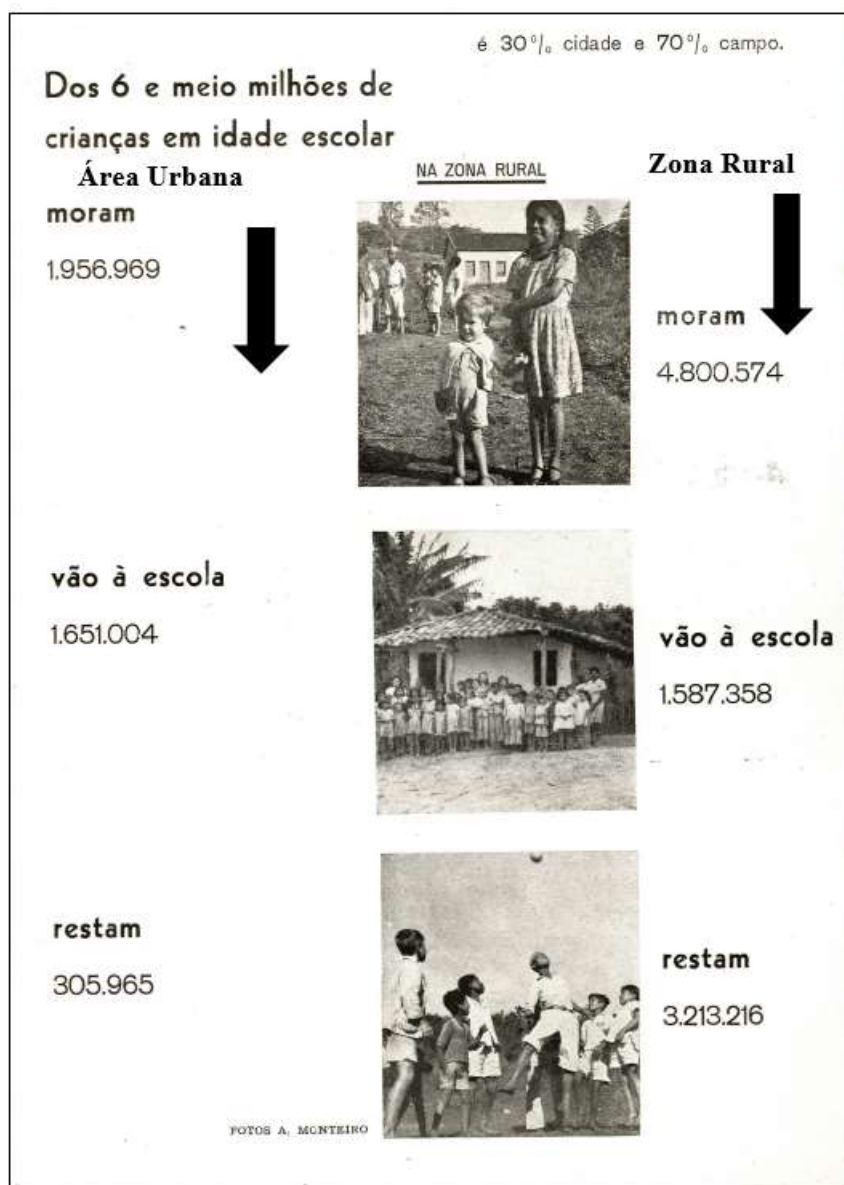 é 30% cidade e 70% campo.
Dos 6 e meio milhões de
crianças em idade escolar
Área Urbana
NA ZONA RURAL
Zona Rural
moram
1.956.969
moram
4.800.574
vão à escola
1.651.004
vão à escola
1.587.358
restam
305.965
restam
3.213.216
FOTOS A. MONTEIRO